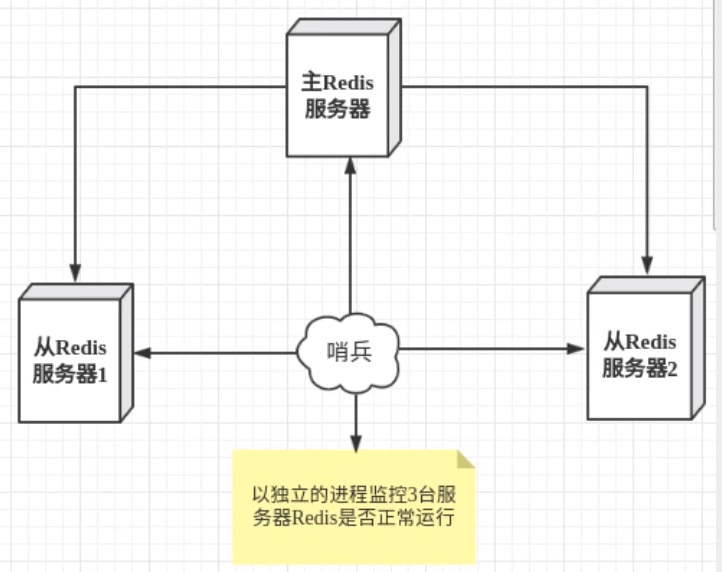 主Redis
服务器
从Redis
服务器1
哨兵
从Redis
服务器2
以独立的进程监控3台服
务器Redis是否正常运行